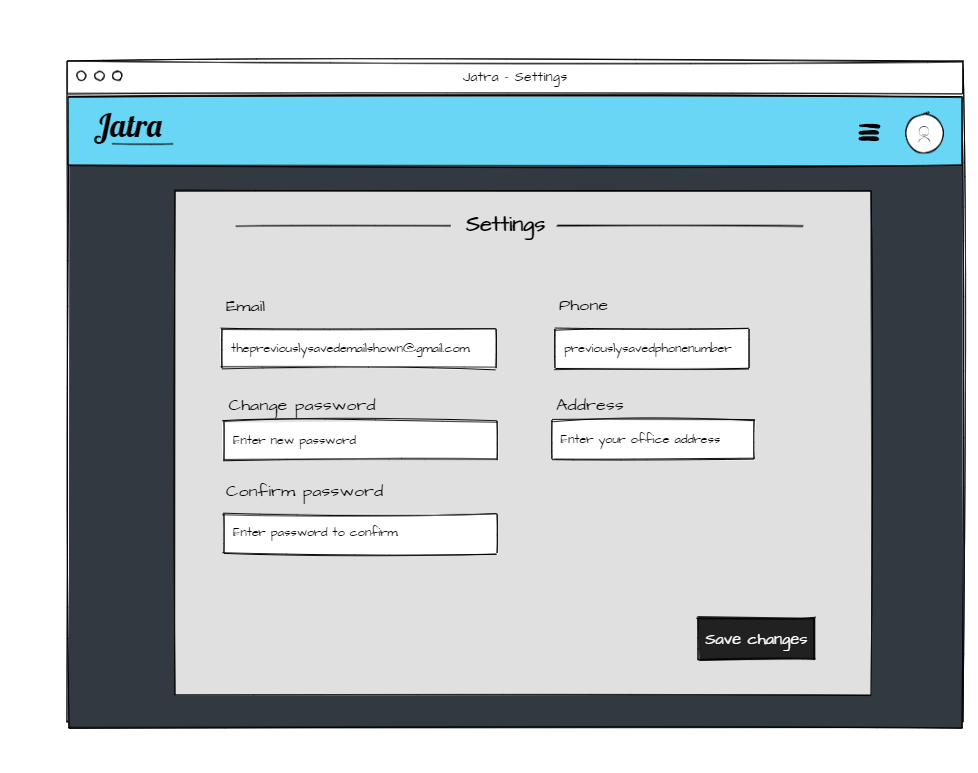 Jatra - Settings
Jatra
Settings
Email
Phone
thepreviouslysavedemailshown@gmail.com
previouslysavedphonenumber
Change password
Address
Enter new password
Enter your office address
Confirm password
Enter password to confirm
Save changes